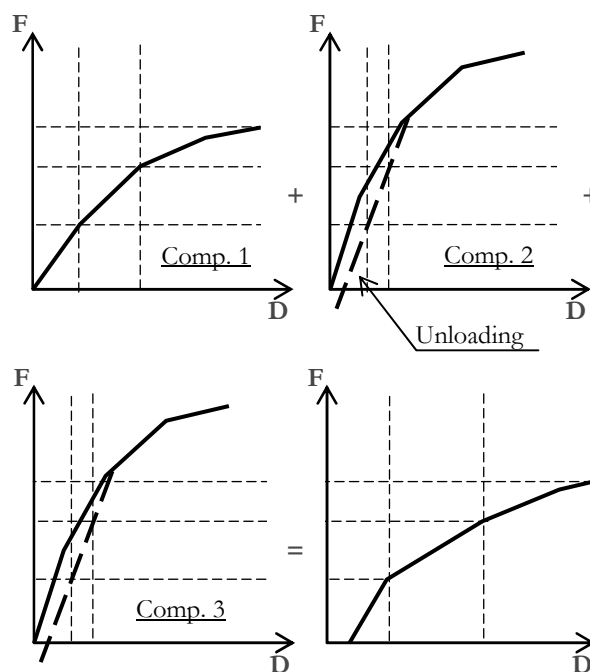 F
F
+
+
Comp. 1
Comp. 2
D
D
Unloading
F
F
=
Comp. 3
D
D